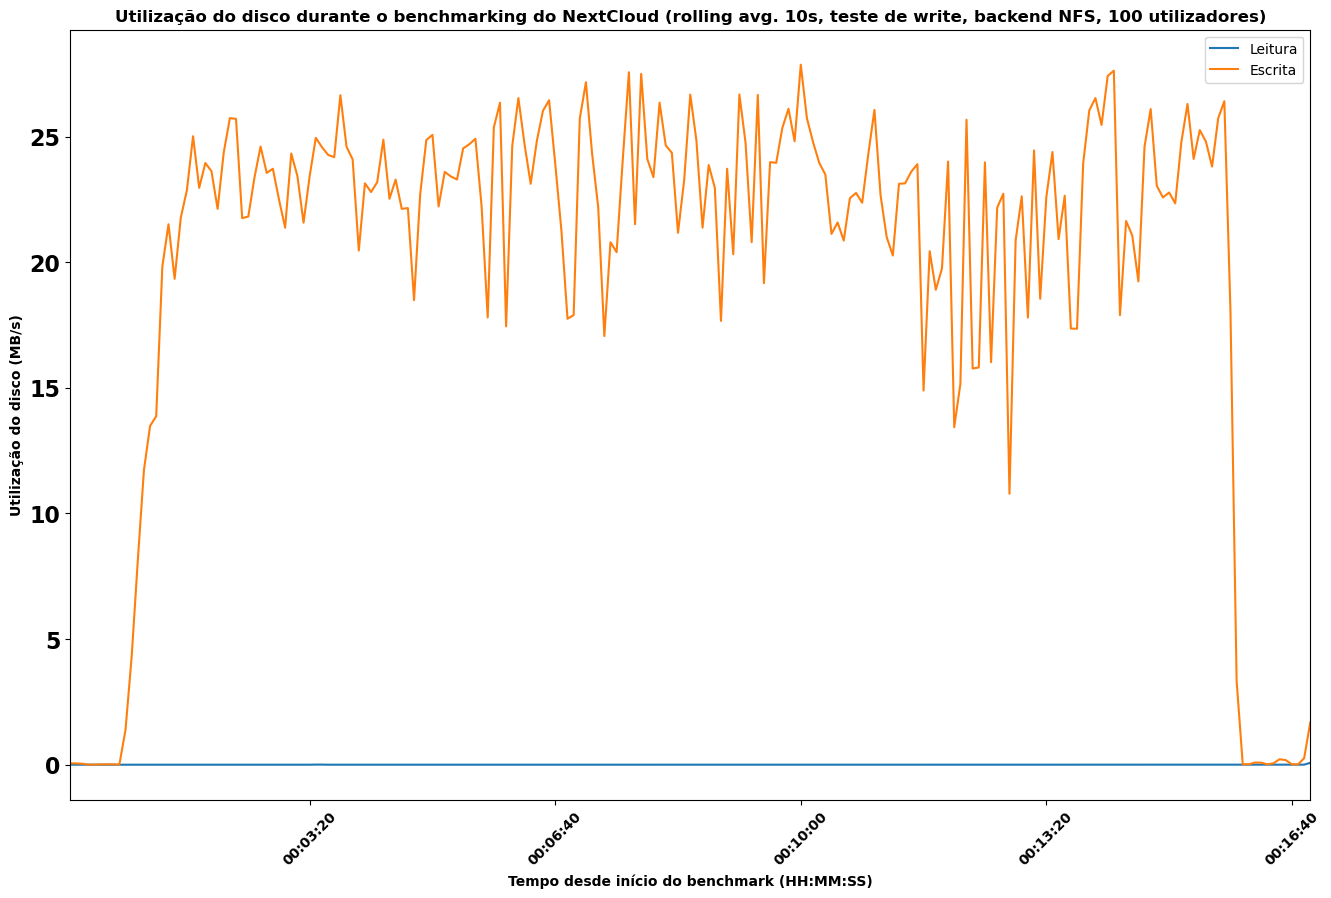 Utilização do disco durante o benchmarking do NextCloud (rolling avg. 10s, teste de write, backend NFS, 100 utilizadores)
Leitura
Escrita
Utilização do disco (MB/s)
25
20
15
10
5
0
00:03:20
00:06:40
00:10:00
00:13:20
00:16:40
Tempo desde início do benchmark (HH:MM:SS)